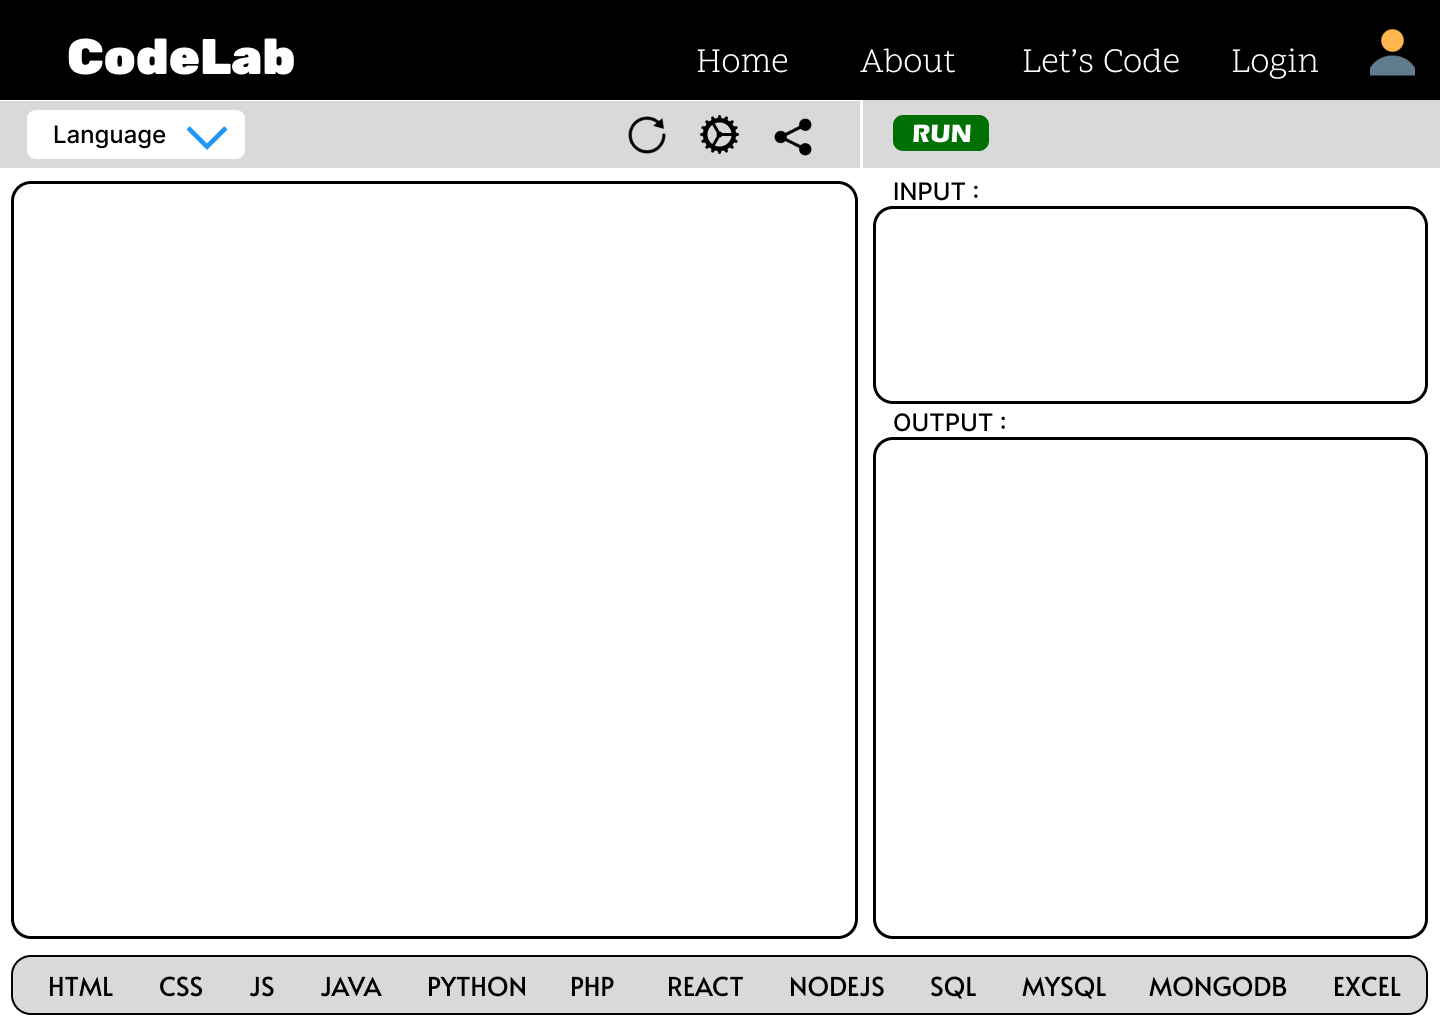 CodeLab Home About Let’s Code Login
Language RUN
INPUT :
OUTPUT :
HTML CSS JS JAVA PYTHON PHP REACT NODEJS SQL MYSQL MONGODB EXCEL